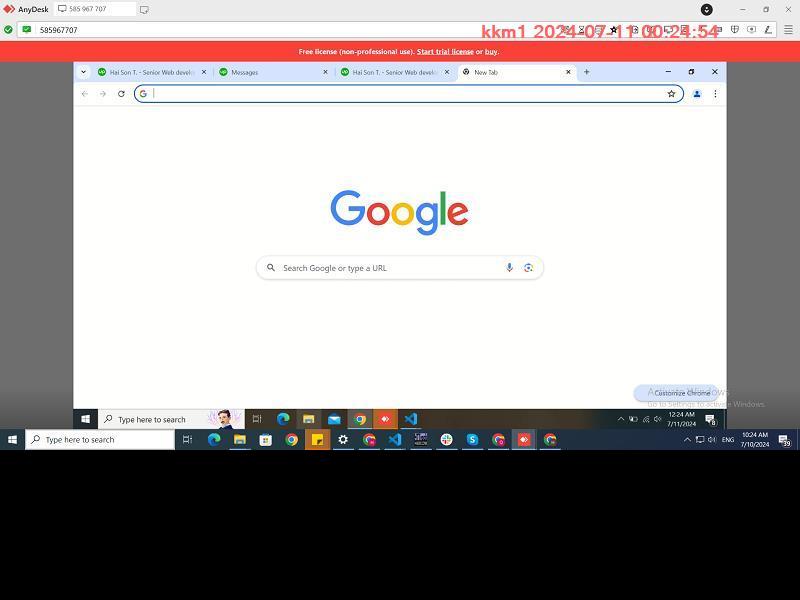 AnyDesk
585 967 707
585967707
kkm1 2024-07-11 00:24:54
Free license (non-professional use). Start trial license or buy.
Hai Son T. - Senior Web develo
Messages
Hai Son T. - Senior Web develo
New Tab
Google
Search Google or type a URL
Customize Chrome
Activate Windows
Go to Settings to activate Windows.
Type here to search
12:24 AM
7/11/2024
Type here to search
ENG
10:24 AM
7/10/2024
39